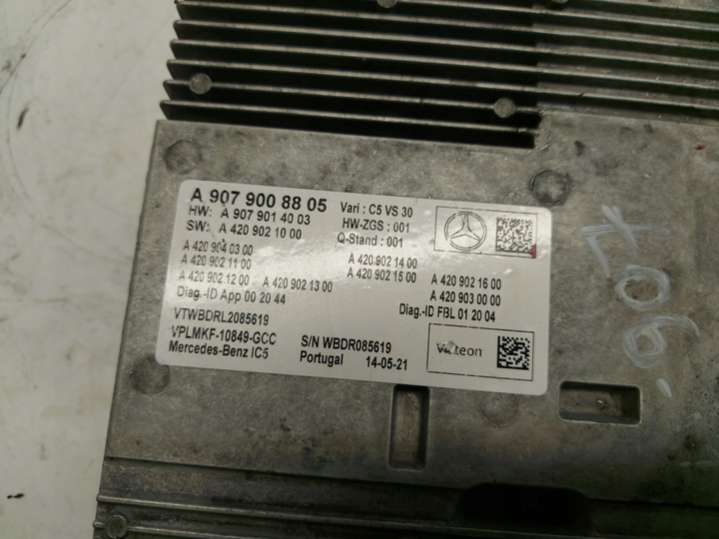 A 907 900 88 05
Vari : C5 VS 30
HW: A 907 901 40 03
HW-ZGS : 001
SW: A 420 902 10 00
Q-Stand : 001
A 420 904 03 00
A 420 902 14 00
A 420 902 11 00
A 420 902 15 00
A 420 902 16 00
A 420 902 12 00
A 420 902 13 00
A 420 903 00 00
Diag.-ID App 00 20 44
Diag.-ID FBL 01 20 04
VTWBDRL2085619
VPLMKF-10849-GCC
S/N WBDR085619
Mercedes-Benz IC5
Portugal 14-05-21